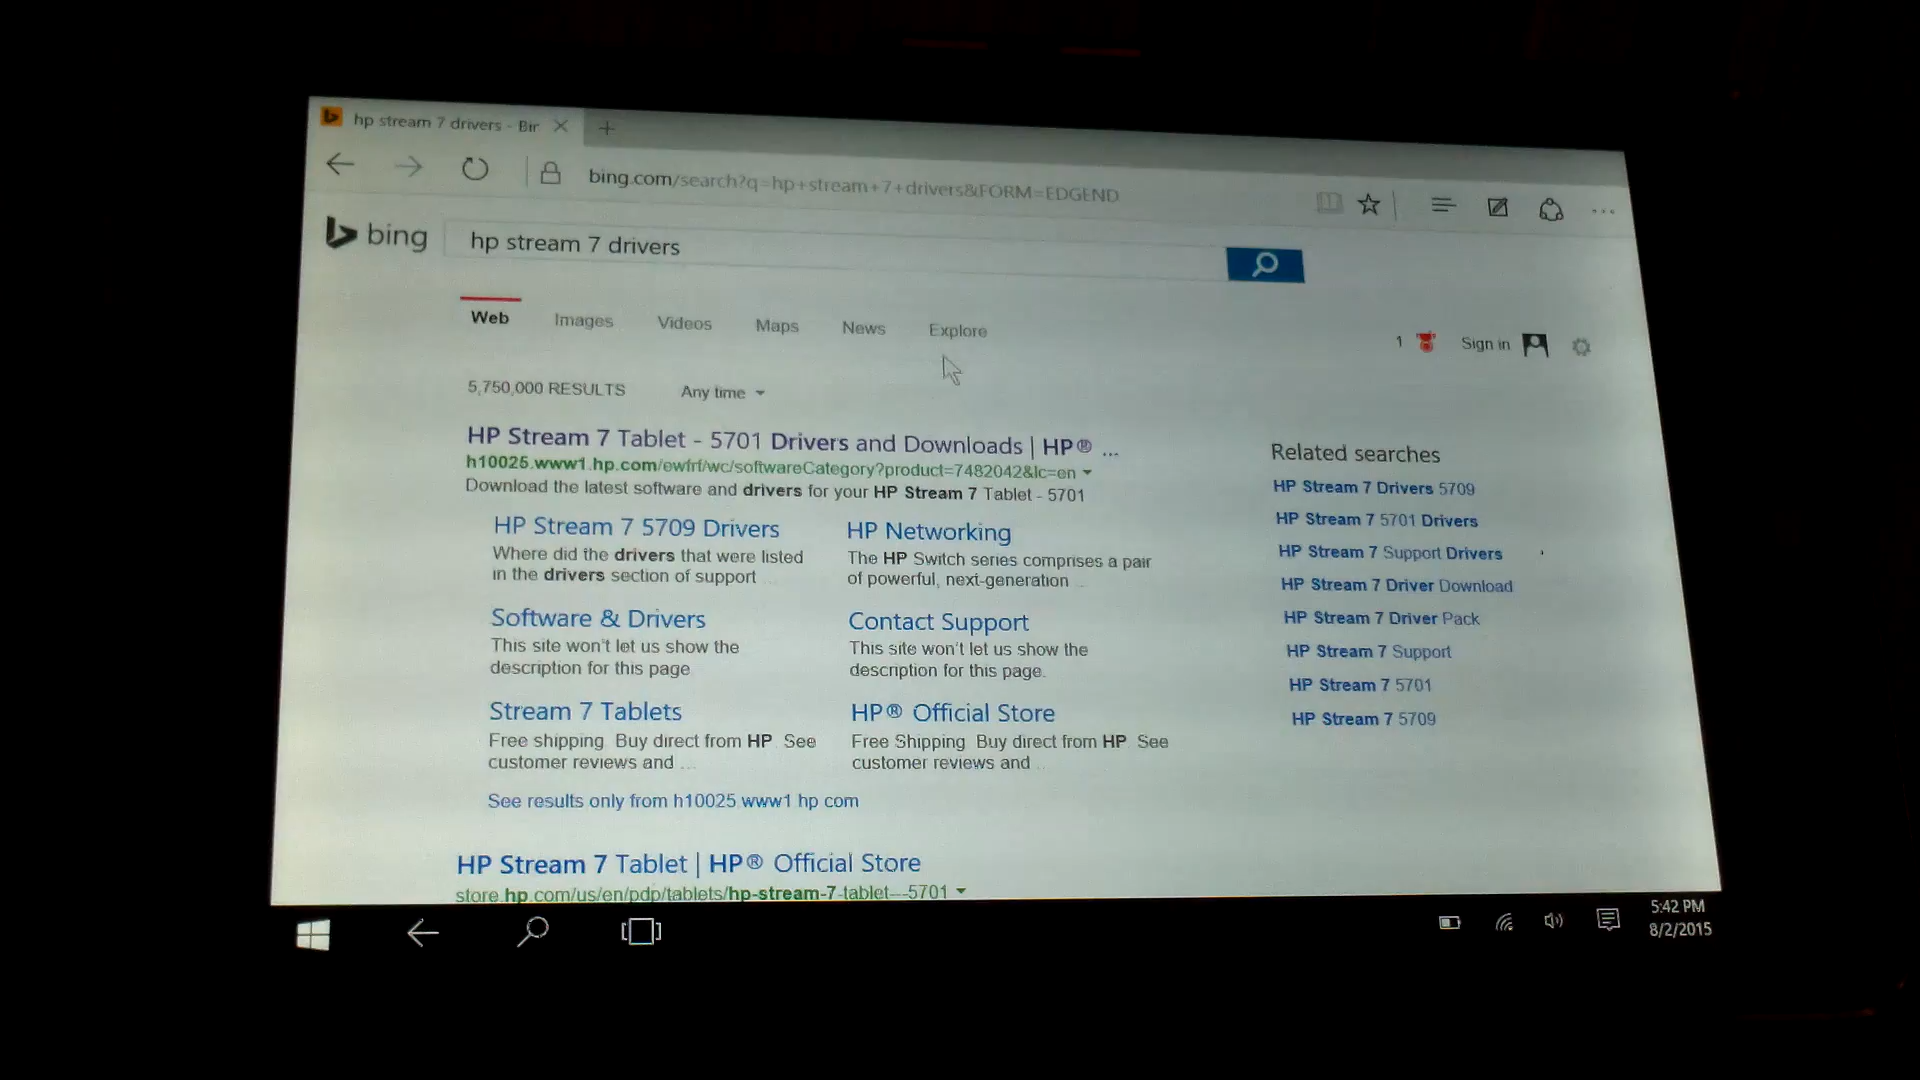 hp stream 7 drivers - Bir
bing.com/search?q=hp+stream+7+drivers&FORM=EDGEND
bing
hp stream 7 drivers
Web Images Videos Maps News Explore
1 Sign in
5,750,000 RESULTS Any time
HP Stream 7 Tablet - 5701 Drivers and Downloads | HP® ...
h10025.www1.hp.com/ewfrf/wc/softwareCategory?product=7482042&lc=en
Download the latest software and drivers for your HP Stream 7 Tablet - 5701
HP Stream 7 5709 Drivers
Where did the drivers that were listed
in the drivers section of support ...
HP Networking
The HP Switch series comprises a pair
of powerful, next-generation ...
Software & Drivers
This site won't let us show the
description for this page.
Contact Support
This site won't let us show the
description for this page.
Stream 7 Tablets
Free shipping. Buy direct from HP. See
customer reviews and ...
HP® Official Store
Free Shipping. Buy direct from HP. See
customer reviews and ...
See results only from h10025.www1.hp.com
HP Stream 7 Tablet | HP® Official Store
store.hp.com/us/en/pdp/tablets/hp-stream-7-tablet---5701
Related searches
HP Stream 7 Drivers 5709
HP Stream 7 5701 Drivers
HP Stream 7 Support Drivers
HP Stream 7 Driver Download
HP Stream 7 Driver Pack
HP Stream 7 Support
HP Stream 7 5701
HP Stream 7 5709
5:42 PM
8/2/2015